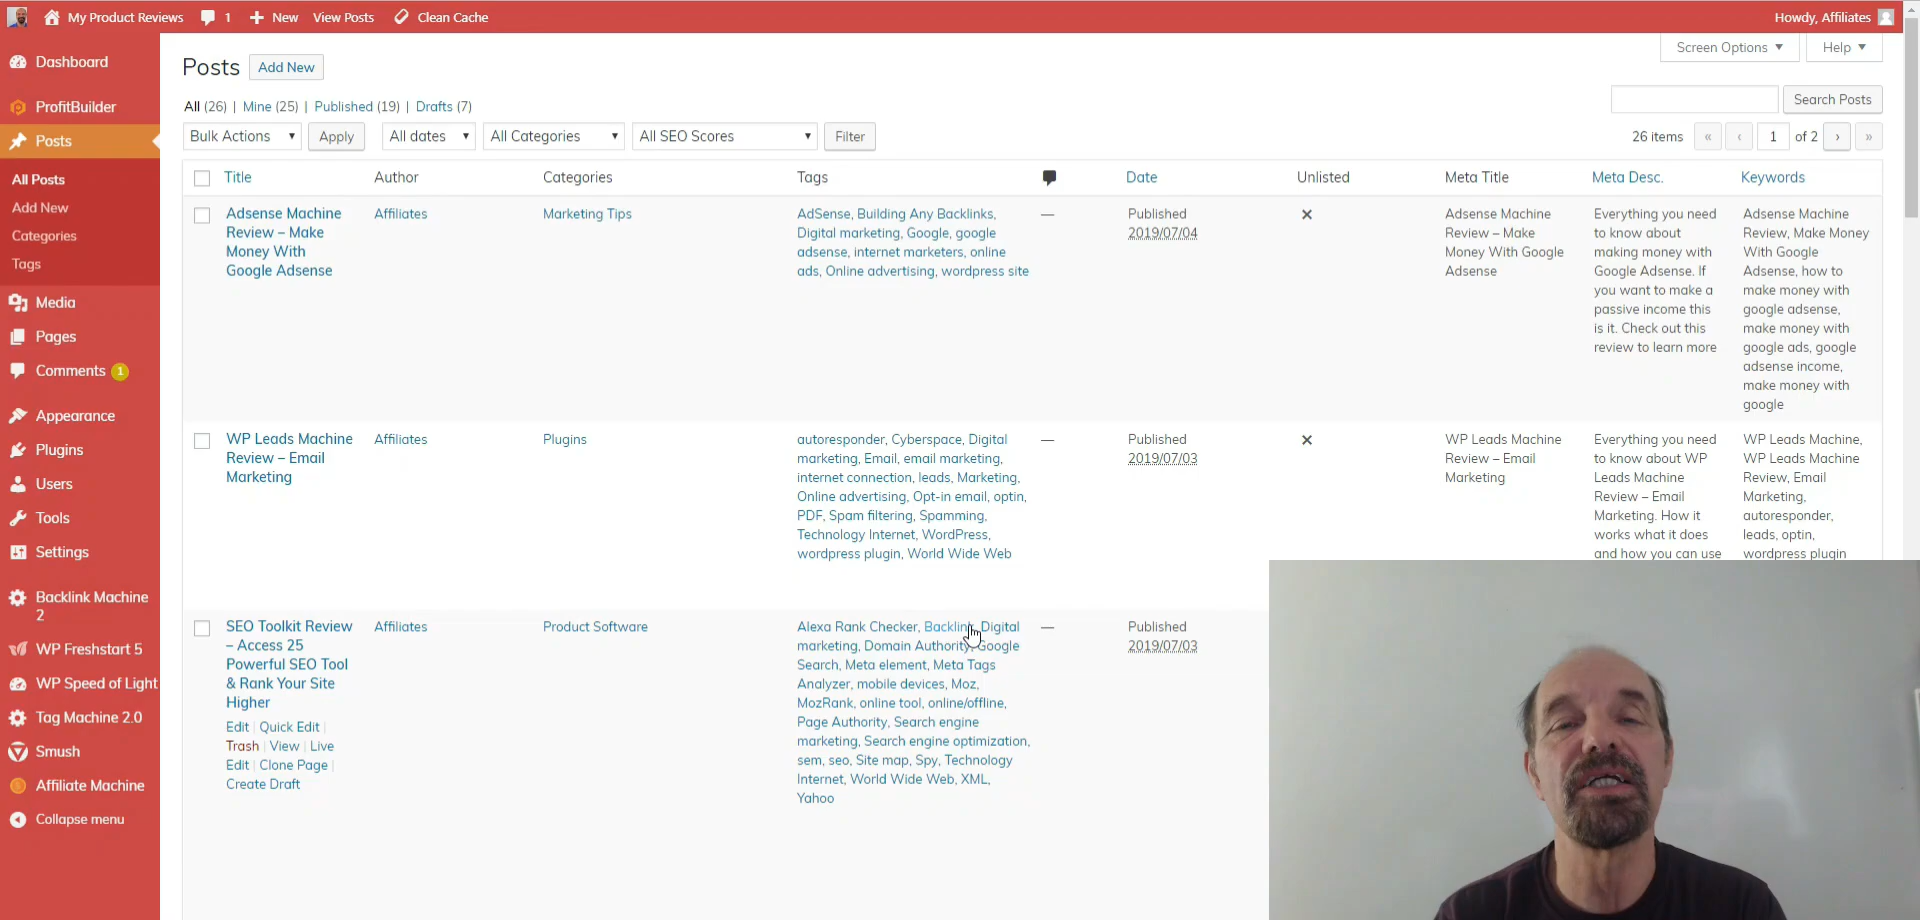 My Product Reviews 1 New View Posts Clean Cache Howdy, Affiliates
Screen Options Help
Dashboard
ProfitBuilder
Posts
All Posts
Add New
Categories
Tags
Media
Pages
Comments 1
Appearance
Plugins
Users
Tools
Settings
Backlink Machine
2
WP Freshstart 5
WP Speed of Light
Tag Machine 2.0
Smush
Affiliate Machine
Collapse menu
Posts Add New
All (26) | Mine (25) | Published (19) | Drafts (7)
Search Posts
Bulk Actions Apply All dates All Categories All SEO Scores Filter
26 items « ‹ 1 of 2 › »
Title Author Categories Tags Date Unlisted Meta Title Meta Desc. Keywords
Adsense Machine
Review – Make
Money With
Google Adsense
Affiliates
Marketing Tips
AdSense, Building Any Backlinks,
Digital marketing, Google, google
adsense, internet marketers, online
ads, Online advertising, wordpress site
—
Published
2019/07/04
✕
Adsense Machine
Review – Make
Money With Google
Adsense
Everything you need
to know about
making money with
Google Adsense. If
you want to make a
passive income this
is it. Check out this
review to learn more
Adsense Machine
Review, Make Money
With Google
Adsense, how to
make money with
google adsense,
make money with
google ads, google
adsense income,
make money with
google
WP Leads Machine
Review – Email
Marketing
Affiliates
Plugins
autoresponder, Cyberspace, Digital
marketing, Email, email marketing,
internet connection, leads, Marketing,
Online advertising, Opt-in email, optin,
PDF, Spam filtering, Spamming,
Technology Internet, WordPress,
wordpress plugin, World Wide Web
—
Published
2019/07/03
✕
WP Leads Machine
Review – Email
Marketing
Everything you need
to know about WP
Leads Machine
Review – Email
Marketing. How it
works what it does
and how you can use
WP Leads Machine,
WP Leads Machine
Review, Email
Marketing,
autoresponder,
leads, optin,
wordpress plugin
SEO Toolkit Review
– Access 25
Powerful SEO Tool
& Rank Your Site
Higher
Edit | Quick Edit |
Trash | View | Live
Edit | Clone Page |
Create Draft
Affiliates
Product Software
Alexa Rank Checker, Backlink, Digital
marketing, Domain Authority, Google
Search, Meta element, Meta Tags
Analyzer, mobile devices, Moz,
MozRank, online tool, online/offline,
Page Authority, Search engine
marketing, Search engine optimization,
sem, seo, Site map, Spy, Technology
Internet, World Wide Web, XML,
Yahoo
—
Published
2019/07/03